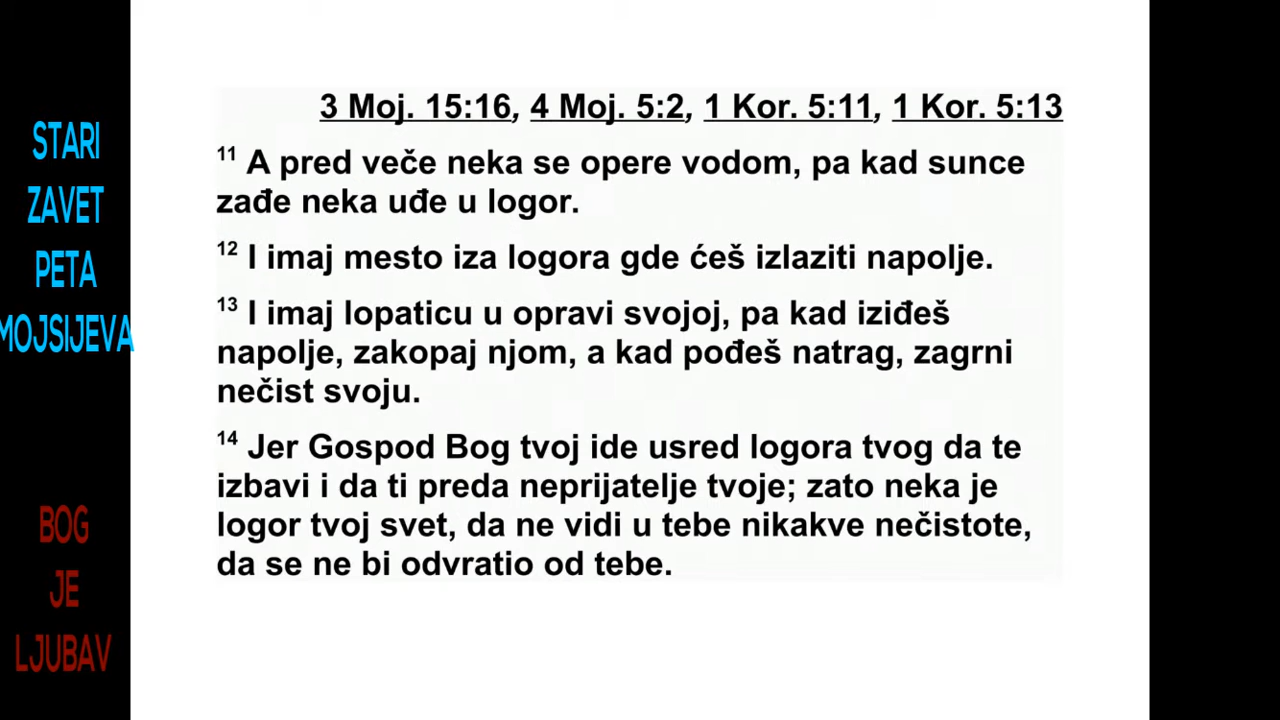 STARI
ZAVET
PETA
MOJSIJEVA
BOG
JE
LJUBAV
3 Moj. 15:16, 4 Moj. 5:2, 1 Kor. 5:11, 1 Kor. 5:13
11 A pred veče neka se opere vodom, pa kad sunce
zađe neka uđe u logor.
12 I imaj mesto iza logora gde ćeš izlaziti napolje.
13 I imaj lopaticu u opravi svojoj, pa kad iziđeš
napolje, zakopaj njom, a kad pođeš natrag, zagrni
nečist svoju.
14 Jer Gospod Bog tvoj ide usred logora tvog da te
izbavi i da ti preda neprijatelje tvoje; zato neka je
logor tvoj svet, da ne vidi u tebe nikakve nečistote,
da se ne bi odvratio od tebe.